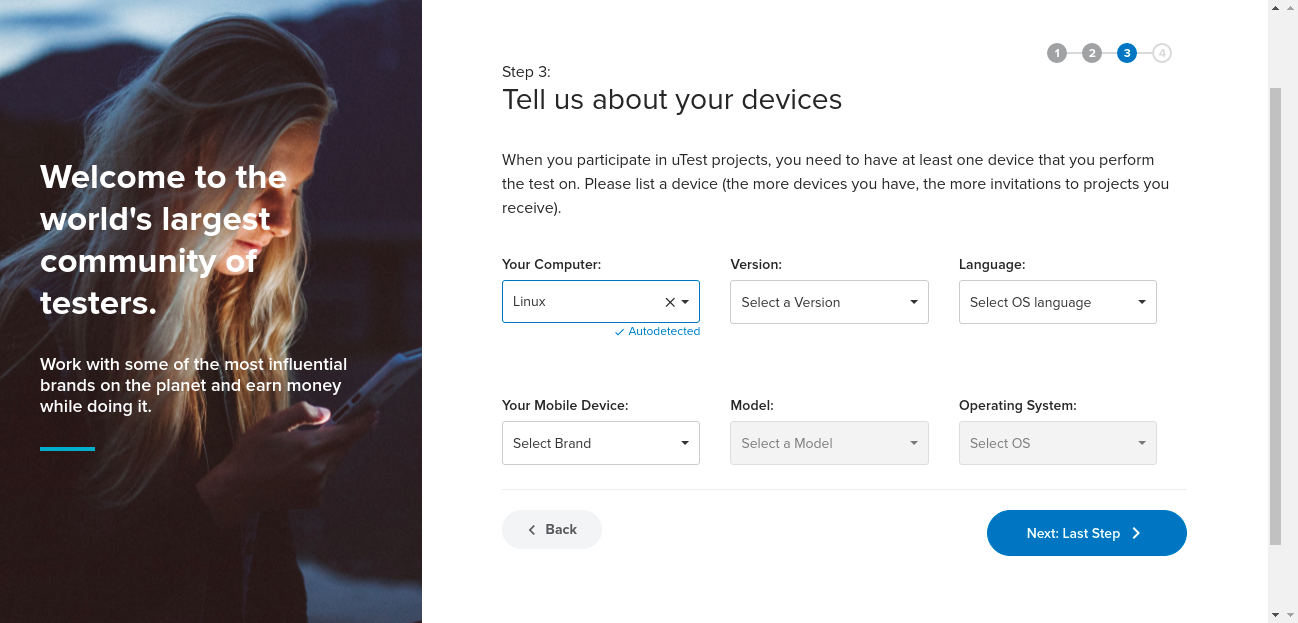 Welcome to the
world's largest
community of
testers.
Work with some of the most influential
brands on the planet and earn money
while doing it.
1 2 3 4
Step 3:
Tell us about your devices
When you participate in uTest projects, you need to have at least one device that you perform
the test on. Please list a device (the more devices you have, the more invitations to projects you
receive).
Your Computer: Version: Language:
Linux Select a Version Select OS language
Autodetected
Your Mobile Device: Model: Operating System:
Select Brand Select a Model Select OS
Back Next: Last Step